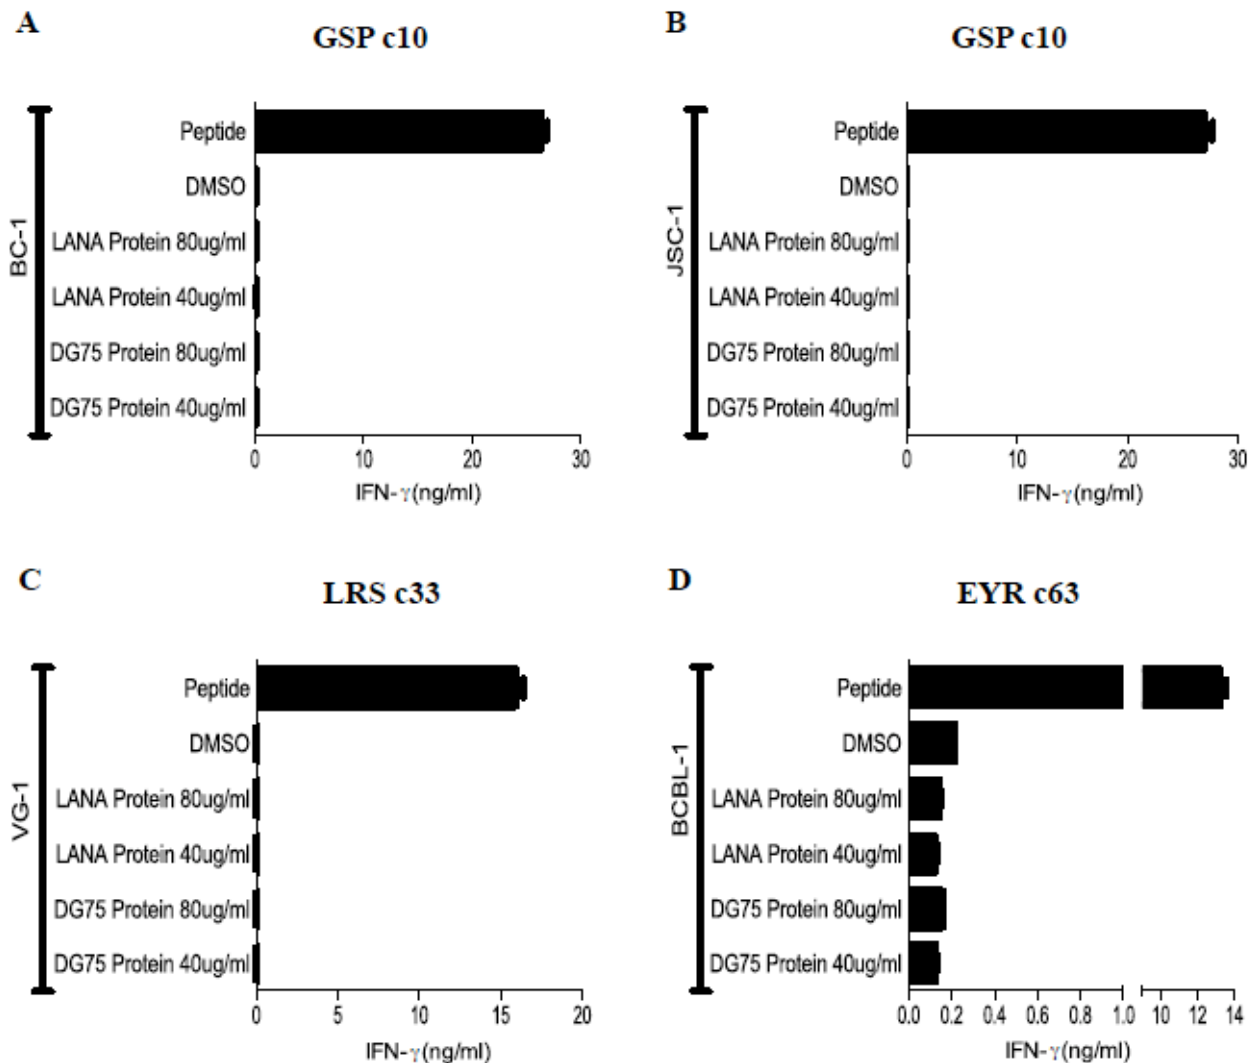 A
GSP c10
BC-1
Peptide
DMSO
LANA Protein 80ug/ml
LANA Protein 40ug/ml
DG75 Protein 80ug/ml
DG75 Protein 40ug/ml
0 10 20 30
IFN-γ(ng/ml)
B
GSP c10
JSC-1
Peptide
DMSO
LANA Protein 80ug/ml
LANA Protein 40ug/ml
DG75 Protein 80ug/ml
DG75 Protein 40ug/ml
0 10 20 30
IFN-γ(ng/ml)
C
LRS c33
VG-1
Peptide
DMSO
LANA Protein 80ug/ml
LANA Protein 40ug/ml
DG75 Protein 80ug/ml
DG75 Protein 40ug/ml
0 5 10 15 20
IFN-γ(ng/ml)
D
EYR c63
BCBL-1
Peptide
DMSO
LANA Protein 80ug/ml
LANA Protein 40ug/ml
DG75 Protein 80ug/ml
DG75 Protein 40ug/ml
0.0 0.2 0.4 0.6 0.8 1.0 10 12 14
IFN-γ(ng/ml)